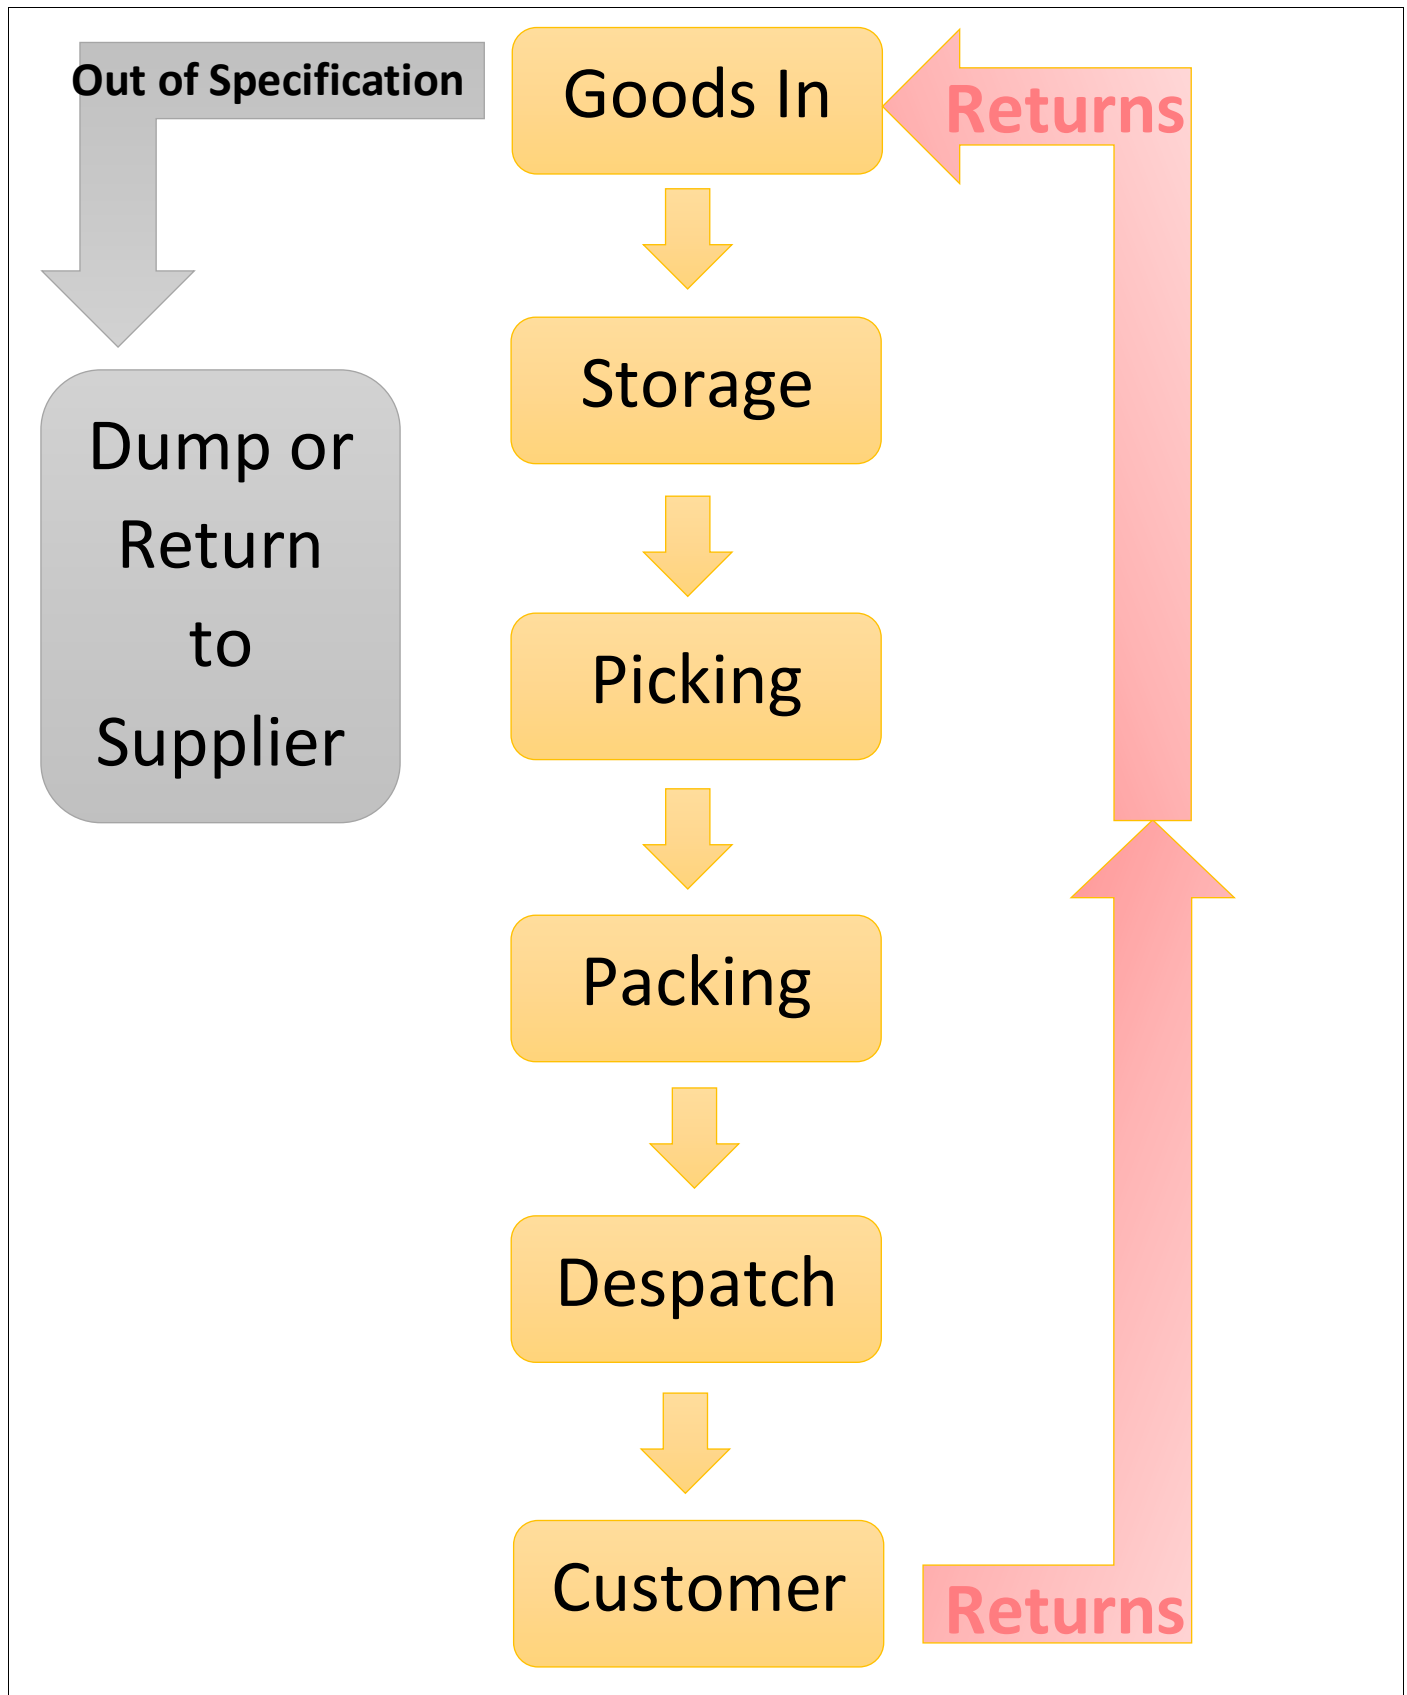 Out of Specification
Goods In
Returns
Storage
Dump or
Return
to
Supplier
Picking
Packing
Despatch
Customer
Returns